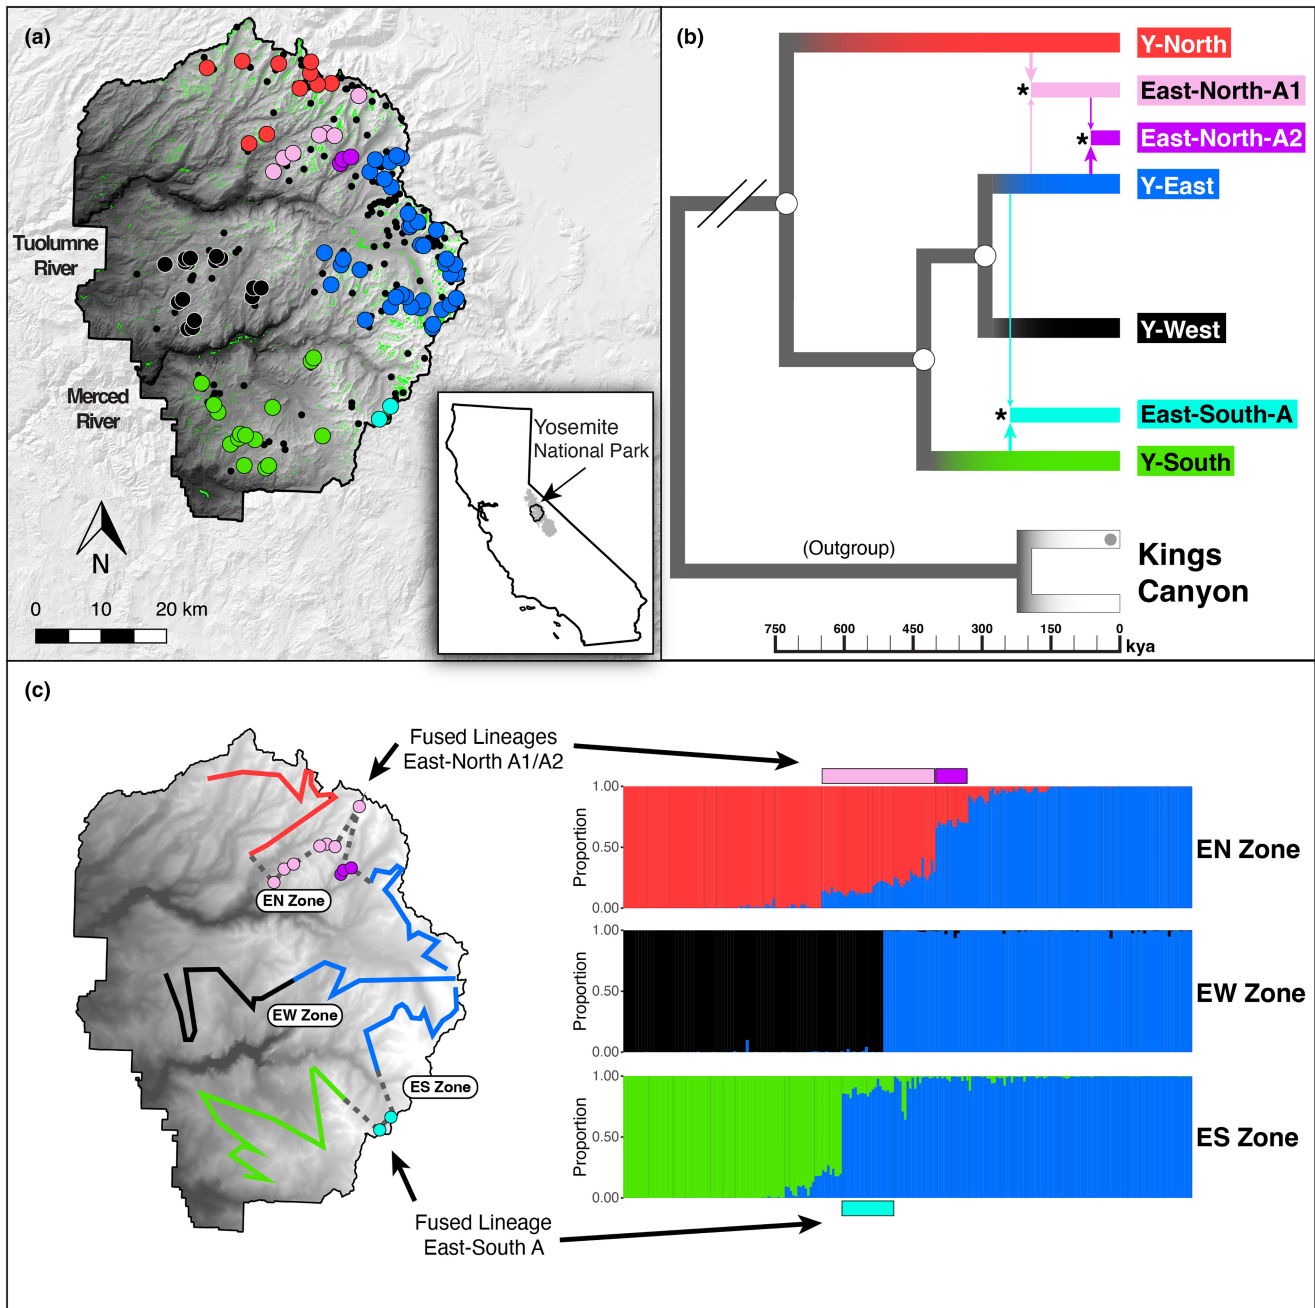 (a)
Tuolumne
River
Merced
River
N
0 10 20 km
Yosemite
National Park
(b)
Y-North
East-North-A1
*
East-North-A2
*
Y-East
Y-West
East-South-A
*
Y-South
(Outgroup)
Kings
Canyon
750 600 450 300 150 0
kya
(c)
Fused Lineages
East-North A1/A2
EN Zone
EW Zone
ES Zone
Fused Lineage
East-South A
1.00
0.50
0.00
Proportion
EN Zone
1.00
0.50
0.00
Proportion
EW Zone
1.00
0.50
0.00
Proportion
ES Zone